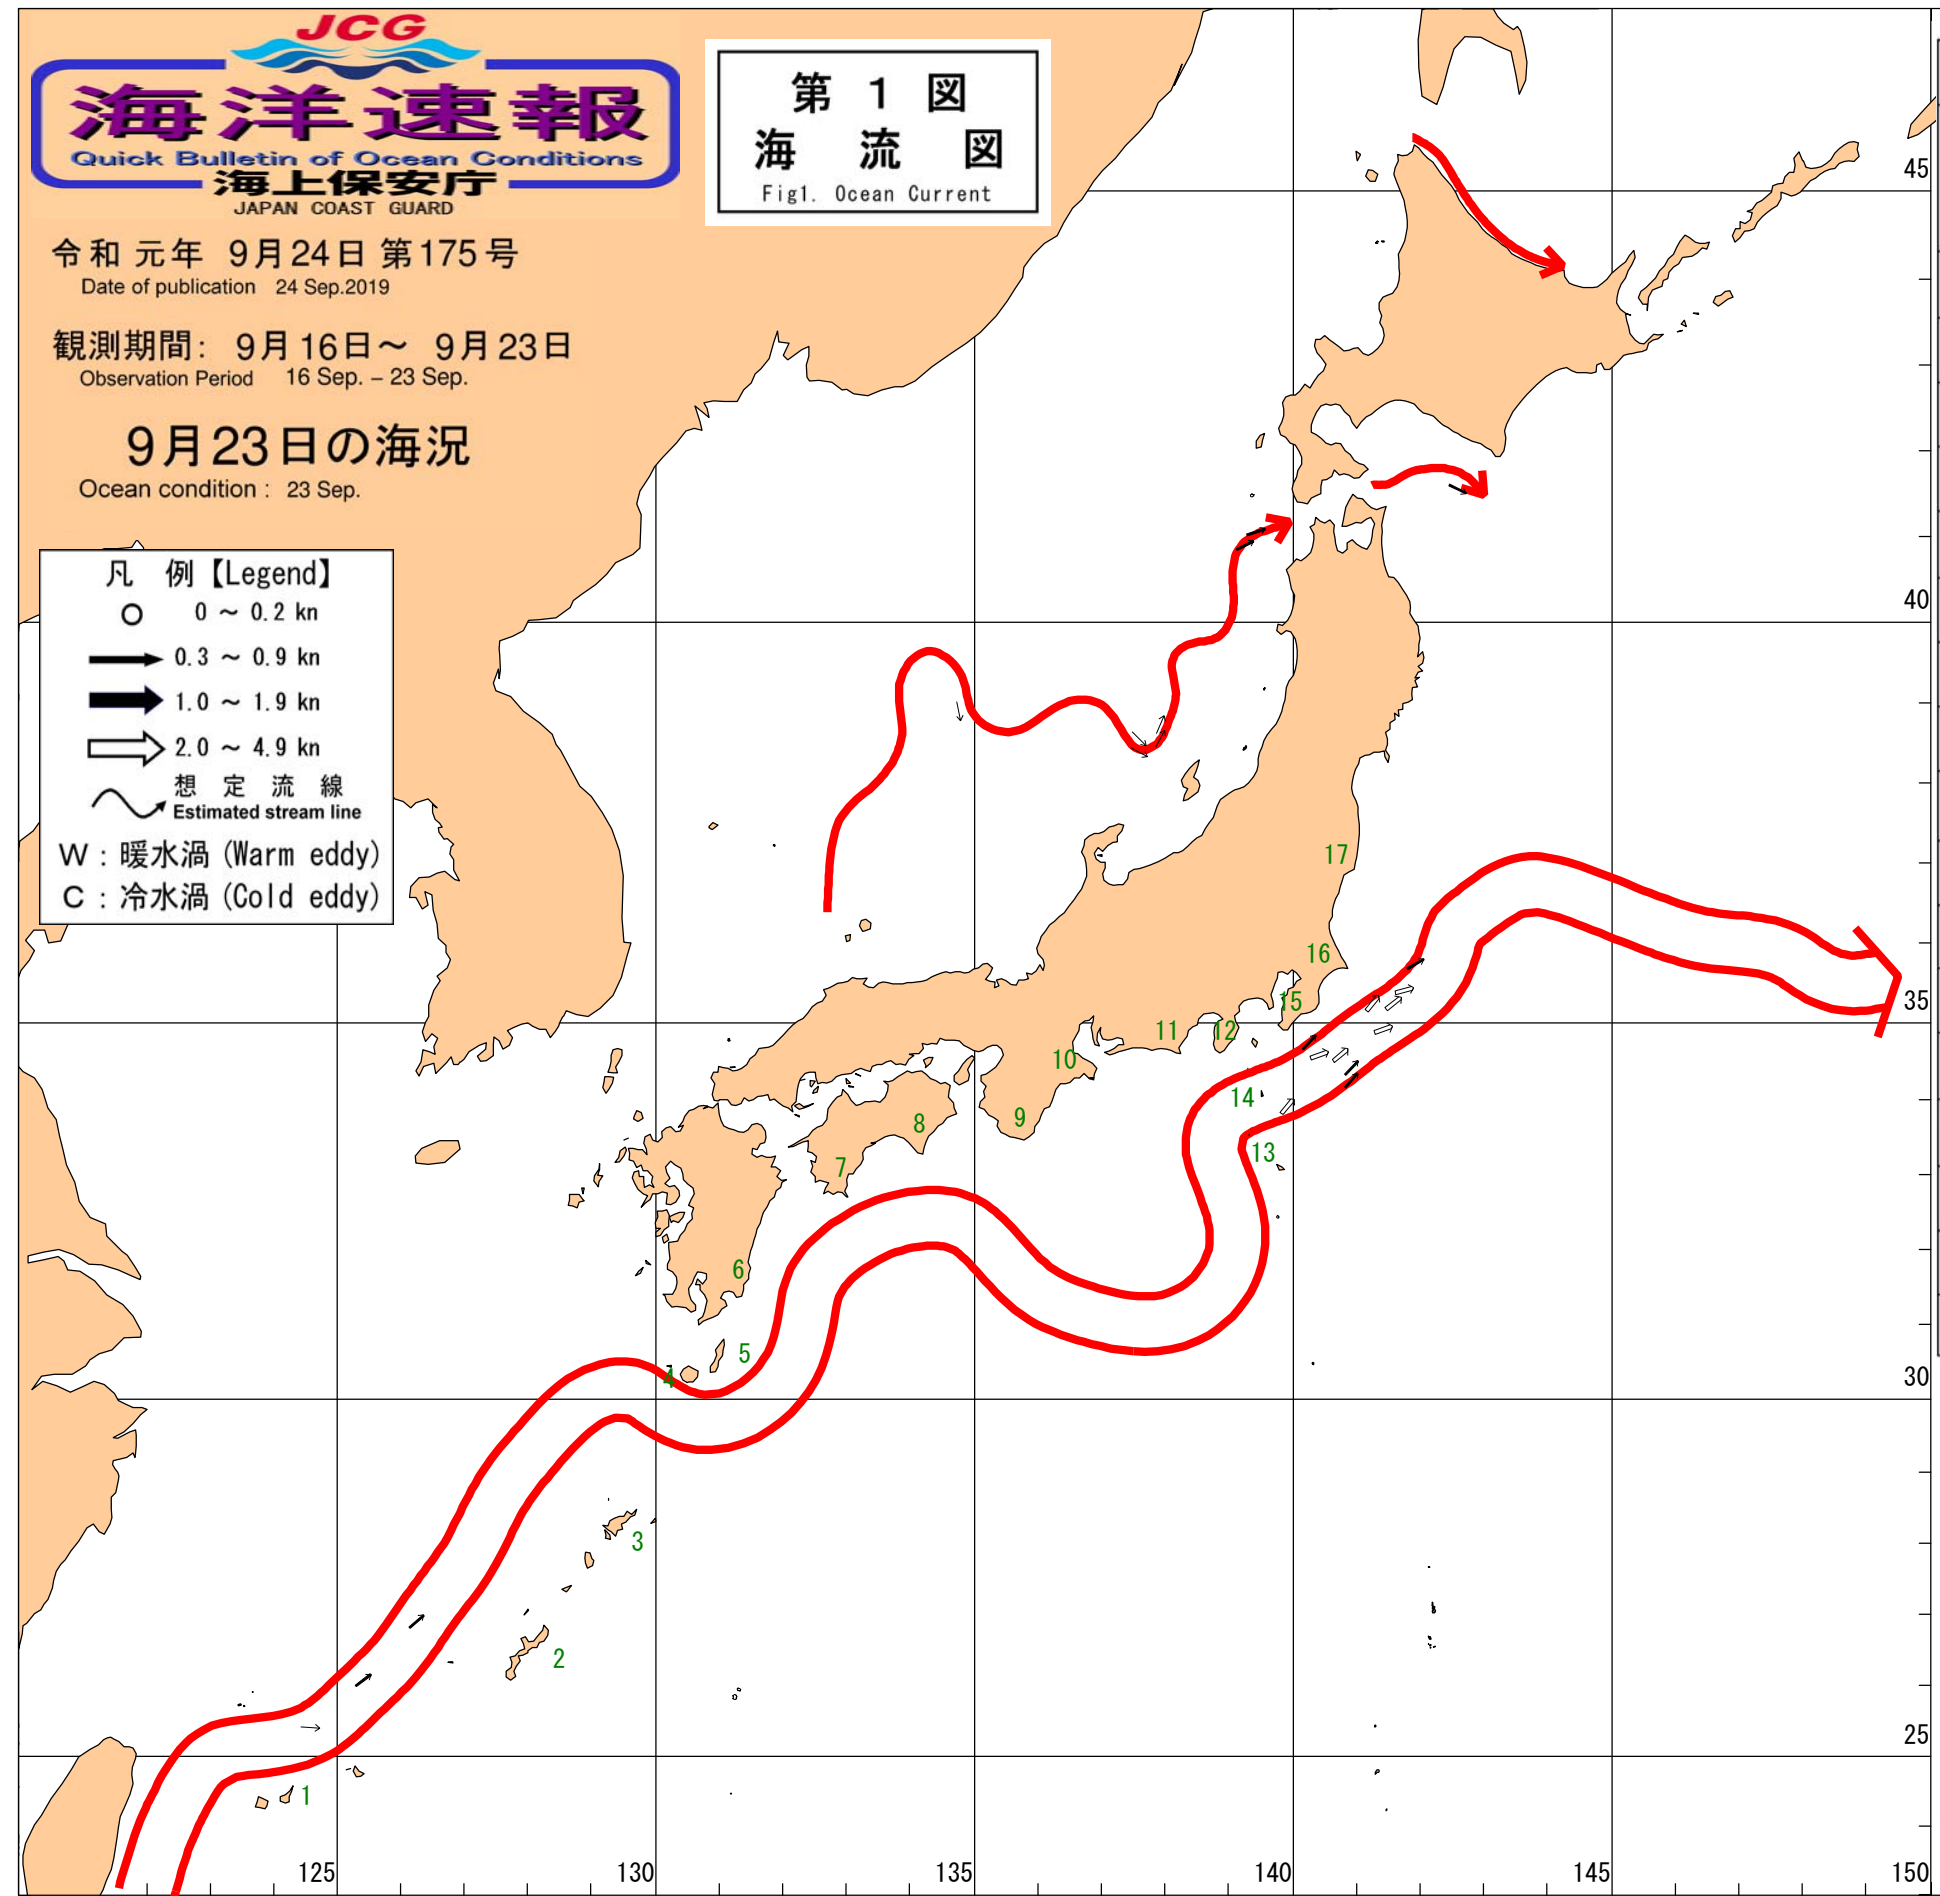 JCG
海洋速報
Quick Bulletin of Ocean Conditions
海上保安庁
JAPAN COAST GUARD
第 1 図
海 流 図
Fig1. Ocean Current
令和 元年 9月24日 第175号
Date of publication 24 Sep.2019
観測期間: 9月16日～ 9月23日
Observation Period 16 Sep. – 23 Sep.
9月23日の海況
Ocean condition : 23 Sep.
凡 例【Legend】
0 ～ 0.2 kn
0.3 ～ 0.9 kn
1.0 ～ 1.9 kn
2.0 ～ 4.9 kn
想 定 流 線
Estimated stream line
W : 暖水渦 (Warm eddy)
C : 冷水渦 (Cold eddy)
45
40
17
16
35
15
12
11
10
14
9
8
13
7
6
5
4
30
3
2
25
1
125
130
135
140
145
150